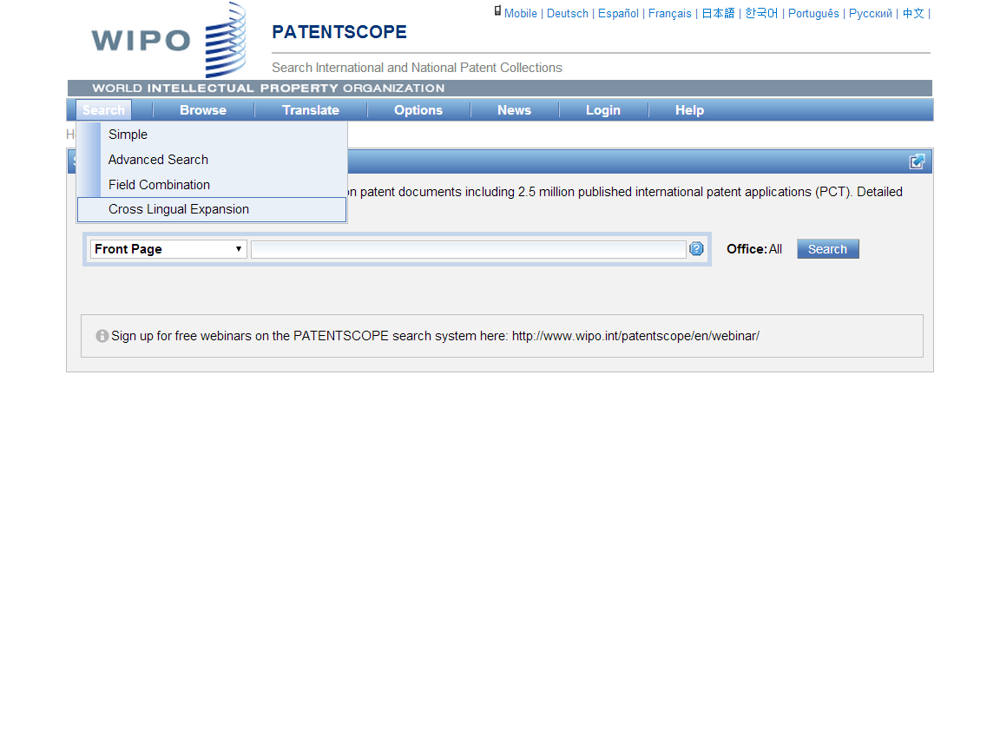 Mobile | Deutsch | Español | Français | 日本語 | 한국어 | Português | Русский | 中文 |
WIPO
PATENTSCOPE
Search International and National Patent Collections
WORLD INTELLECTUAL PROPERTY ORGANIZATION
Search Browse Translate Options News Login Help
Simple
Advanced Search
Field Combination
on patent documents including 2.5 million published international patent applications (PCT). Detailed
Cross Lingual Expansion
Front Page
Office: All Search
Sign up for free webinars on the PATENTSCOPE search system here: http://www.wipo.int/patentscope/en/webinar/